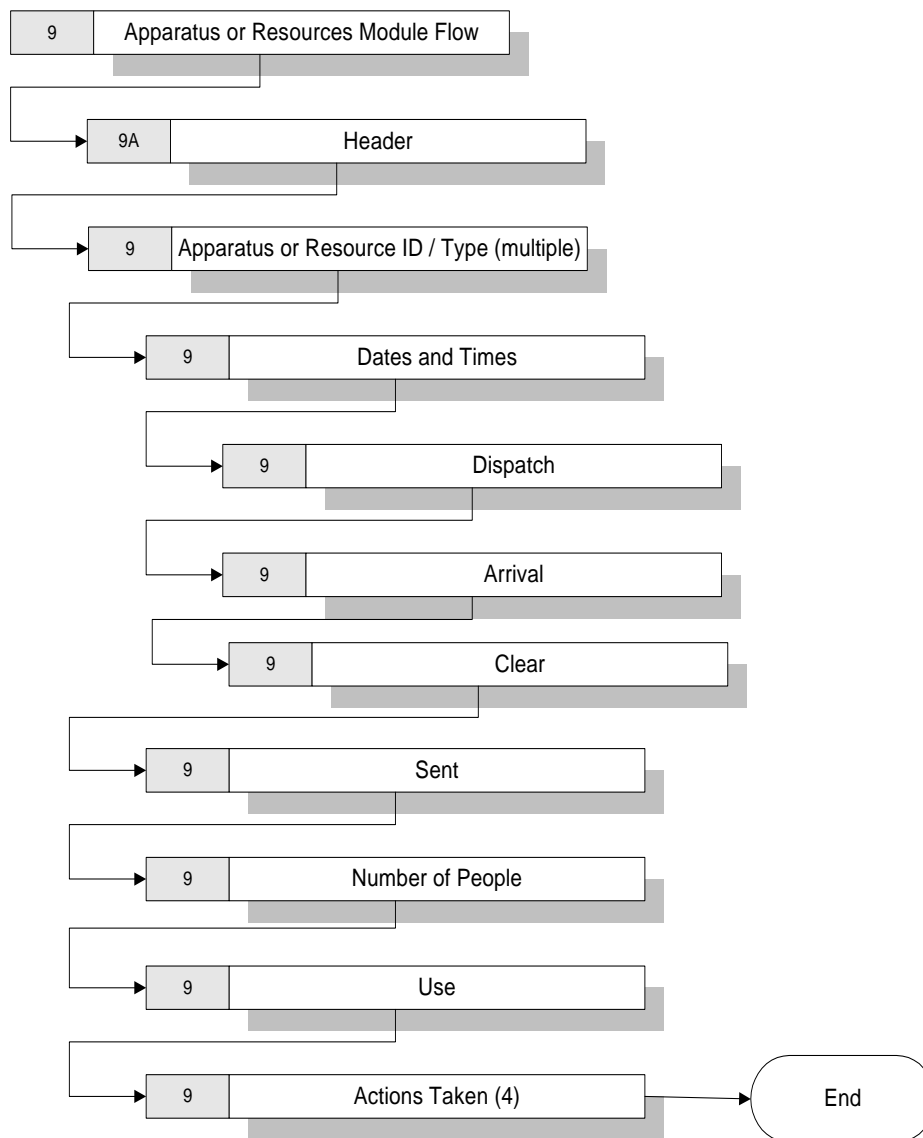 9 Apparatus or Resources Module Flow
9A Header
9 Apparatus or Resource ID / Type (multiple)
9 Dates and Times
9 Dispatch
9 Arrival
9 Clear
9 Sent
9 Number of People
9 Use
9 Actions Taken (4)
End